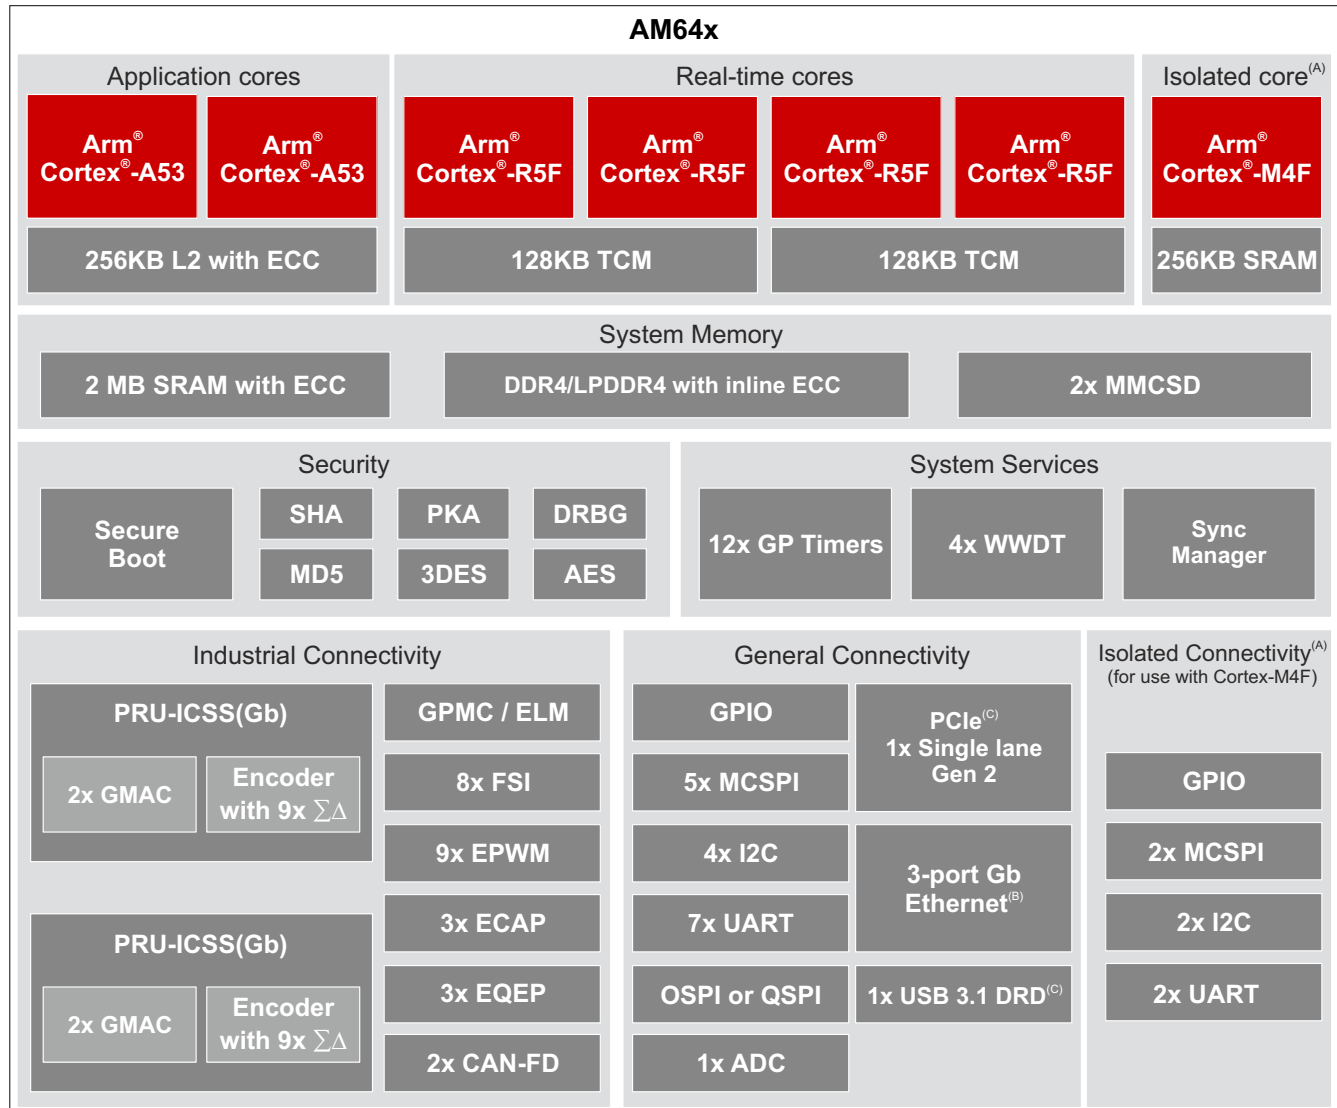 AM64x
Application cores
Arm®
Cortex®-A53
Arm®
Cortex®-A53
256KB L2 with ECC
Real-time cores
Arm®
Cortex®-R5F
Arm®
Cortex®-R5F
Arm®
Cortex®-R5F
Arm®
Cortex®-R5F
128KB TCM
128KB TCM
Isolated core(A)
Arm®
Cortex®-M4F
256KB SRAM
System Memory
2 MB SRAM with ECC
DDR4/LPDDR4 with inline ECC
2x MMCSD
Security
Secure
Boot
SHA
PKA
DRBG
MD5
3DES
AES
System Services
12x GP Timers
4x WWDT
Sync
Manager
Industrial Connectivity
PRU-ICSS(Gb)
2x GMAC
Encoder
with 9x ∑∆
PRU-ICSS(Gb)
2x GMAC
Encoder
with 9x ∑∆
GPMC / ELM
8x FSI
9x EPWM
3x ECAP
3x EQEP
2x CAN-FD
General Connectivity
GPIO
5x MCSPI
4x I2C
7x UART
OSPI or QSPI
1x ADC
PCIe(C)
1x Single lane
Gen 2
3-port Gb
Ethernet(B)
1x USB 3.1 DRD(C)
Isolated Connectivity(A)
(for use with Cortex-M4F)
GPIO
2x MCSPI
2x I2C
2x UART